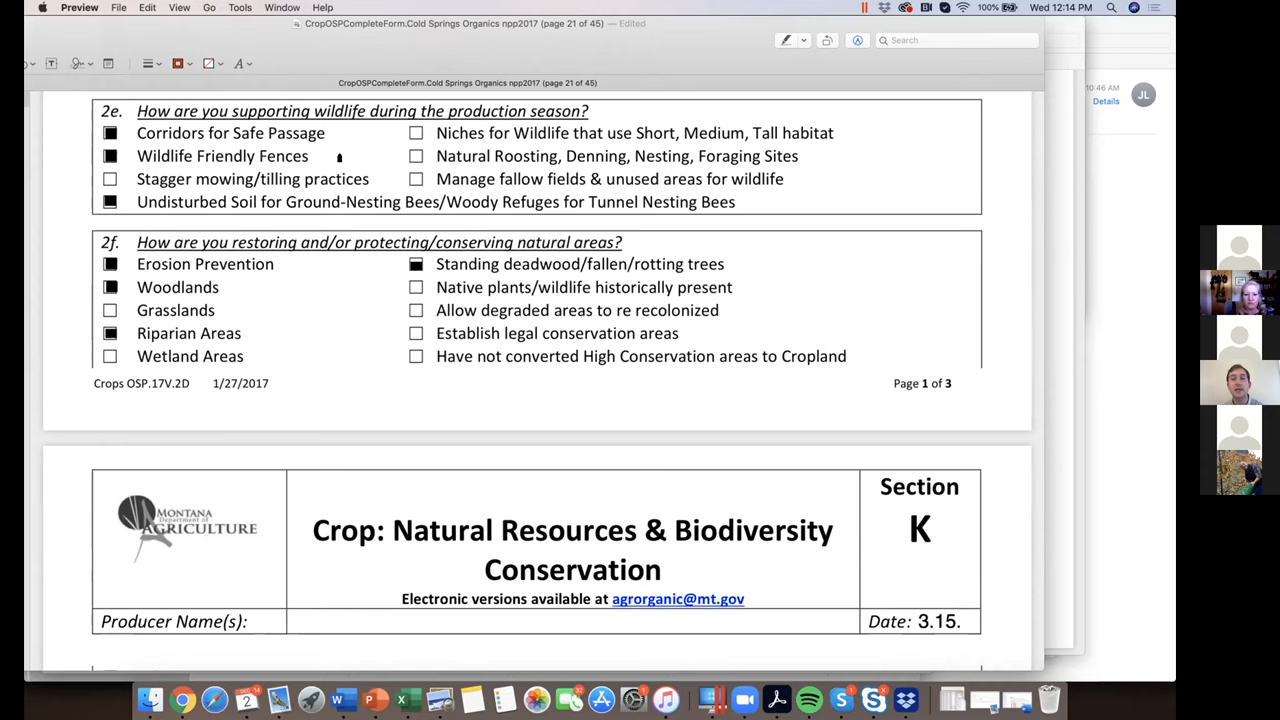 Preview File Edit View Go Tools Window Help 100% Wed 12:14 PM
CropOSPCompleteForm.Cold Springs Organics npp2017 (page 21 of 45) — Edited
Search
CropOSPCompleteForm.Cold Springs Organics npp2017 (page 21 of 45)
10:46 AM
Details
JL
2e. How are you supporting wildlife during the production season?
Corridors for Safe Passage Niches for Wildlife that use Short, Medium, Tall habitat
Wildlife Friendly Fences Natural Roosting, Denning, Nesting, Foraging Sites
Stagger mowing/tilling practices Manage fallow fields & unused areas for wildlife
Undisturbed Soil for Ground-Nesting Bees/Woody Refuges for Tunnel Nesting Bees
2f. How are you restoring and/or protecting/conserving natural areas?
Erosion Prevention Standing deadwood/fallen/rotting trees
Woodlands Native plants/wildlife historically present
Grasslands Allow degraded areas to re recolonized
Riparian Areas Establish legal conservation areas
Wetland Areas Have not converted High Conservation areas to Cropland
Crops OSP.17V.2D 1/27/2017 Page 1 of 3
MONTANA
Department of
AGRICULTURE
Crop: Natural Resources & Biodiversity
Conservation
Electronic versions available at agrorganic@mt.gov
Section
K
Producer Name(s): Date: 3.15.